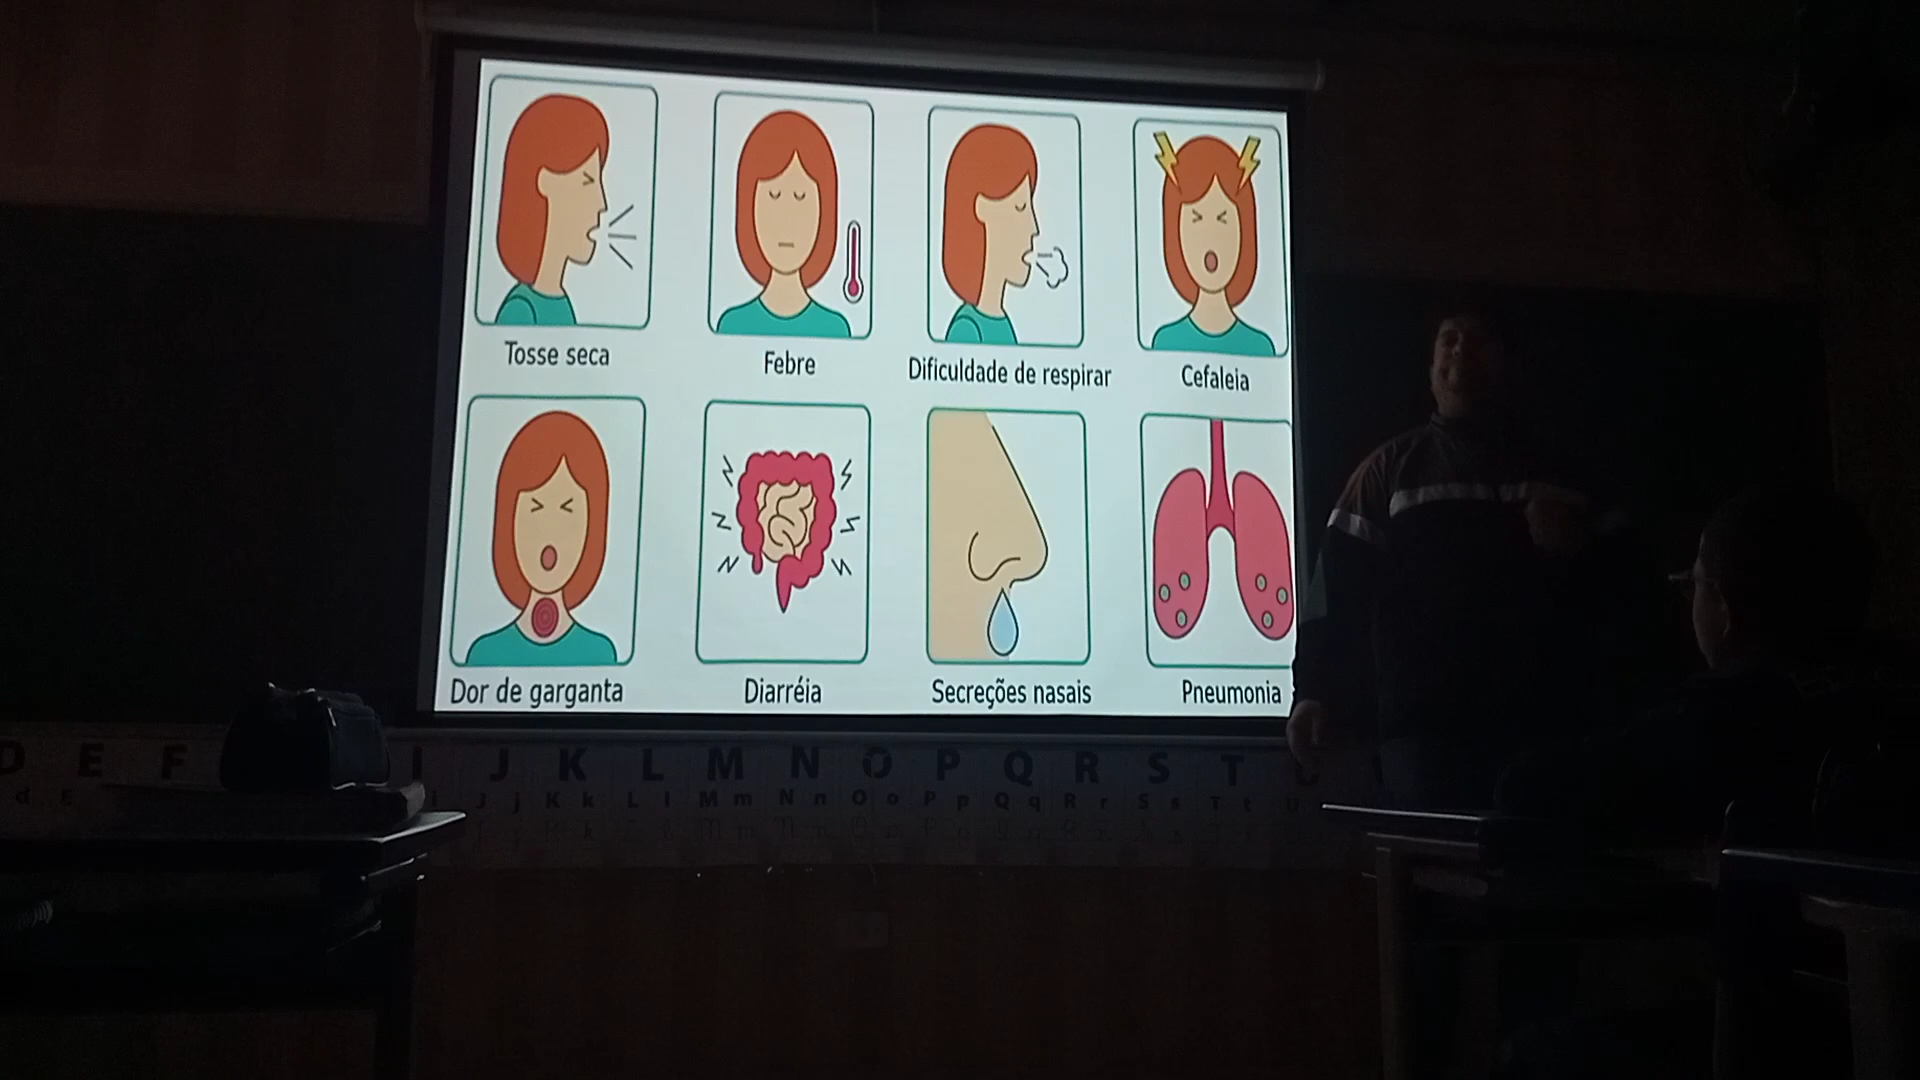 Tosse seca
Febre
Dificuldade de respirar
Cefaleia
Dor de garganta
Diarréia
Secreções nasais
Pneumonia
D E F I J K L M N O P Q R S T
d E J j K k L l M m N n O o P p Q q R r S s T t U